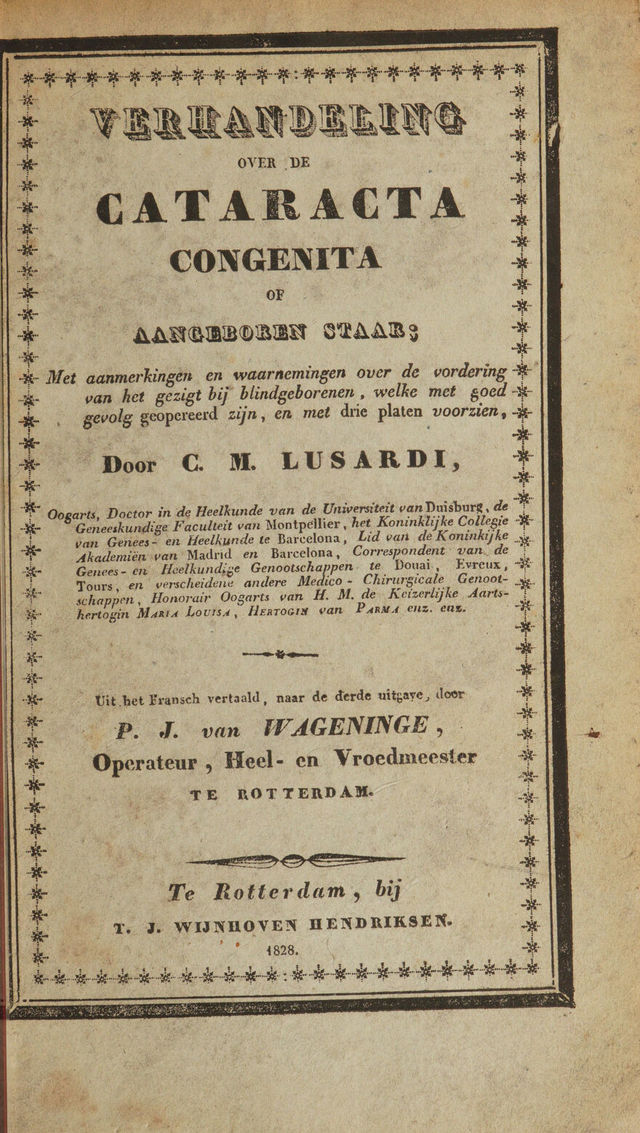 VERHANDELING
OVER DE
CATARACTA
CONGENITA
OF
AANGEBOREN STAAR;
Met aanmerkingen en waarnemingen over de vordering
van het gezigt bij blindgeborenen, welke met goed
gevolg geopereerd zijn, en met drie platen voorzien,
Door C. M. LUSARDI,
Oogarts, Doctor in de Heelkunde van de Universiteit van Duisburg, de
Geneeskundige Faculteit van Montpellier, het Koninklijke Collegie
van Genees- en Heelkunde te Barcelona, Lid van de Koninkijke
Akademiën van Madrid en Barcelona, Correspondent van de
Genees- en Heelkundige Genootschappen te Douai, Evreux,
Tours, en verscheidene andere Medico-Chirurgicale Genoot-
schappen, Honorair Oogarts van H. M. de Keizerlijke Aarts-
hertogin MARIA LOUISA, HERTOGIN van PARMA enz. enz.
Uit het Fransch vertaald, naar de derde uitgave, door
P. J. van WAGENINGE,
Operateur, Heel- en Vroedmeester
TE ROTTERDAM.
Te Rotterdam, bij
T. J. WIJNHOVEN HENDRIKSEN.
1828.